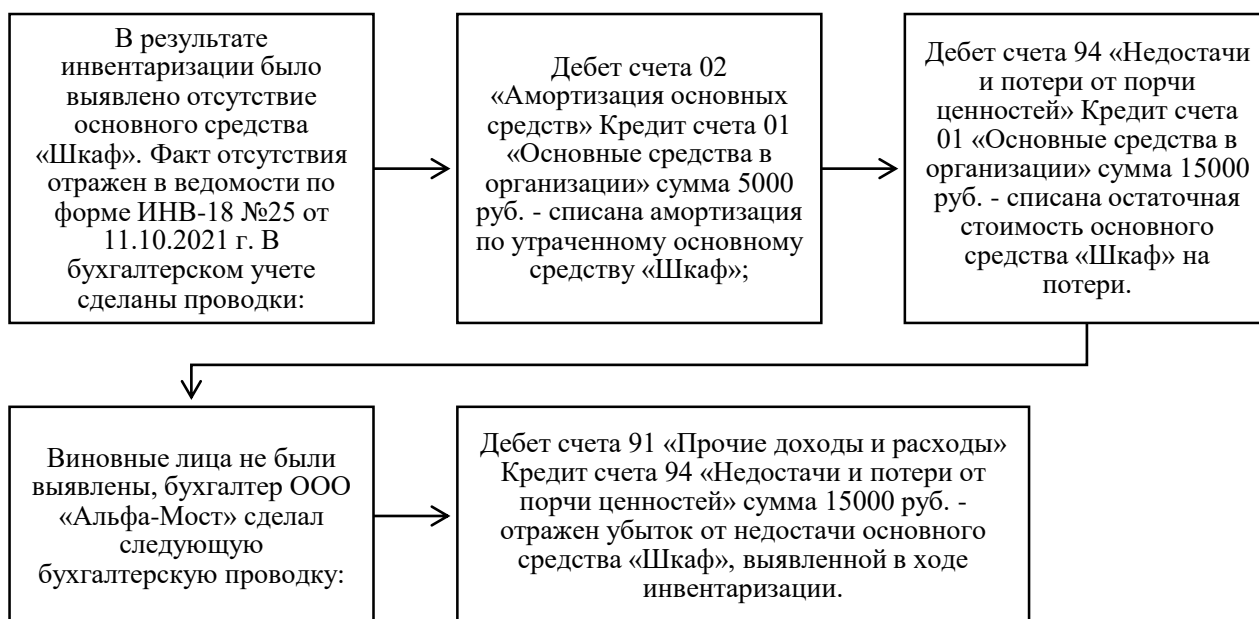 В результате
инвентаризации было
выявлено отсутствие
основного средства
«Шкаф». Факт отсутствия
отражен в ведомости по
форме ИНВ-18 №25 от
11.10.2021 г. В
бухгалтерском учете
сделаны проводки:
Дебет счета 02
«Амортизация основных
средств» Кредит счета 01
«Основные средства в
организации» сумма 5000
руб. - списана амортизация
по утраченному основному
средству «Шкаф»;
Дебет счета 94 «Недостачи
и потери от порчи
ценностей» Кредит счета
01 «Основные средства в
организации» сумма 15000
руб. - списана остаточная
стоимость основного
средства «Шкаф» на
потери.
Виновные лица не были
выявлены, бухгалтер ООО
«Альфа-Мост» сделал
следующую
бухгалтерскую проводку:
Дебет счета 91 «Прочие доходы и расходы»
Кредит счета 94 «Недостачи и потери от
порчи ценностей» сумма 15000 руб. -
отражен убыток от недостачи основного
средства «Шкаф», выявленной в ходе
инвентаризации.